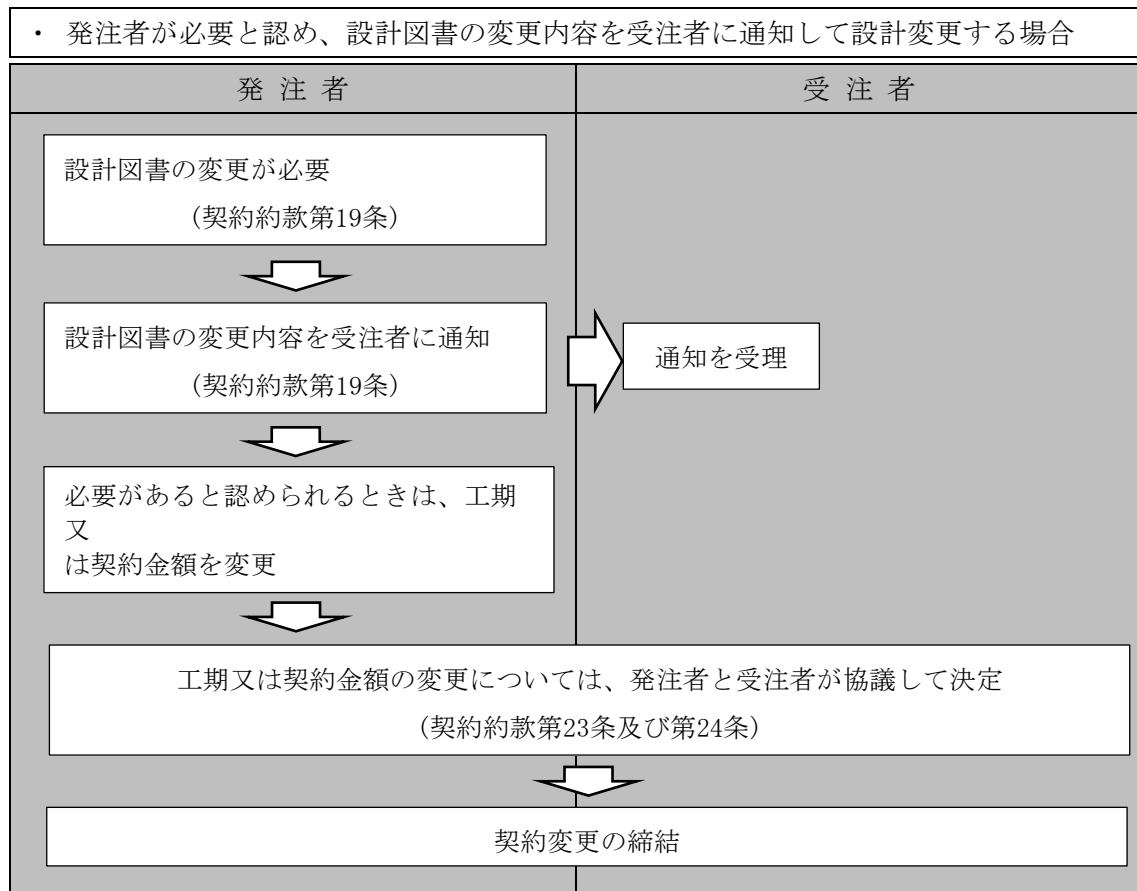 ・ 発注者が必要と認め、設計図書の変更内容を受注者に通知して設計変更する場合
発 注 者
受 注 者
設計図書の変更が必要
(契約約款第19条)
設計図書の変更内容を受注者に通知
(契約約款第19条)
通知を受理
必要があると認められるときは、工期
又
は契約金額を変更
工期又は契約金額の変更については、発注者と受注者が協議して決定
(契約約款第23条及び第24条)
契約変更の締結